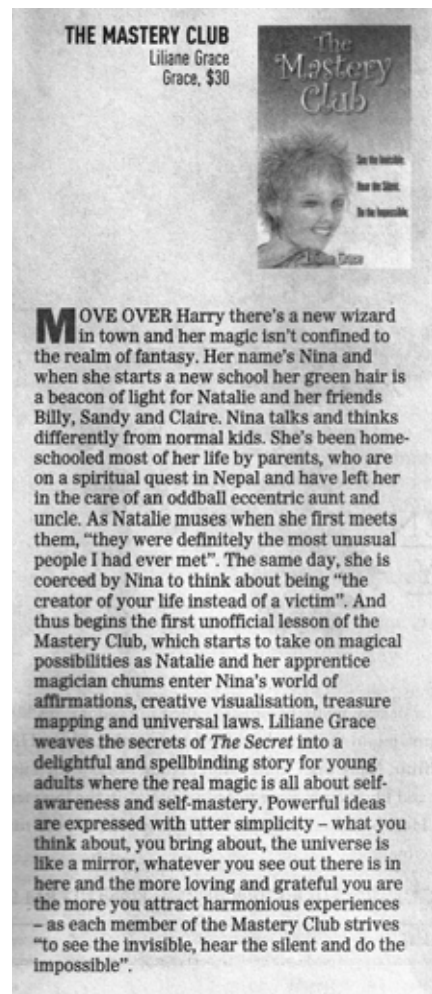 THE MASTERY CLUB
Liliane Grace
Grace, $30
The
Mastery
Club
See the Invisible.
Hear the Silent.
Do the Impossible.
Liliane Grace
MOVE OVER Harry there's a new wizard
in town and her magic isn't confined to
the realm of fantasy. Her name's Nina and
when she starts a new school her green hair is
a beacon of light for Natalie and her friends
Billy, Sandy and Claire. Nina talks and thinks
differently from normal kids. She's been home-
schooled most of her life by parents, who are
on a spiritual quest in Nepal and have left her
in the care of an oddball eccentric aunt and
uncle. As Natalie muses when she first meets
them, “they were definitely the most unusual
people I had ever met”. The same day, she is
coerced by Nina to think about being “the
creator of your life instead of a victim”. And
thus begins the first unofficial lesson of the
Mastery Club, which starts to take on magical
possibilities as Natalie and her apprentice
magician chums enter Nina's world of
affirmations, creative visualisation, treasure
mapping and universal laws. Liliane Grace
weaves the secrets of The Secret into a
delightful and spellbinding story for young
adults where the real magic is all about self-
awareness and self-mastery. Powerful ideas
are expressed with utter simplicity – what you
think about, you bring about, the universe is
like a mirror, whatever you see out there is in
here and the more loving and grateful you are
the more you attract harmonious experiences
– as each member of the Mastery Club strives
“to see the invisible, hear the silent and do the
impossible”.